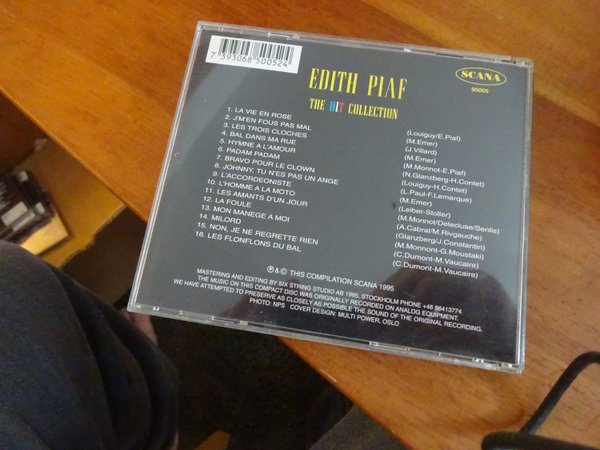 7 393068 500524
EDITH PIAF
THE HIT COLLECTION
SCANA
95005
1. LA VIE EN ROSE (Louiguy/E.Piaf)
2. J'M'EN FOUS PAS MAL (M.Emer)
3. LES TROIS CLOCHES (J.Villard)
4. BAL DANS MA RUE (M.Emer)
5. HYMNE A L'AMOUR (M.Monnot-E.Piaf)
6. PADAM PADAM (N.Glanzberg-H.Contet)
7. BRAVO POUR LE CLOWN (Louiguy-H.Contet)
8. JOHNNY, TU N'ES PAS UN ANGE (L.Paul-F.Lemarque)
9. L'ACCORDEONISTE (M.Emer)
10. L'HOMME A LA MOTO (Leiber-Stoller)
11. LES AMANTS D'UN JOUR (M.Monnot/Delecluse/Senlis)
12. LA FOULE (A.Cabral/M.Rivgauche)
13. MON MANEGE A MOI (Glanzberg/J.Constantin)
14. MILORD (M.Monnont-G.Moustaki)
15. NON, JE NE REGRETTE RIEN (C.Dumont-M.Vaucaire)
16. LES FLONFLONS DU BAL (C.Dumont-M.Vaucaire)
℗&© THIS COMPILATION SCANA 1995
MASTERING AND EDITING BY SIX STRING STUDIO AB 1995, STOCKHOLM PHONE +46 86413774
THE MUSIC ON THIS COMPACT DISC WAS ORIGINALLY RECORDED ON ANALOG EQUIPMENT.
WE HAVE ATTEMPTED TO PRESERVE AS CLOSELY AS POSSIBLE THE SOUND OF THE ORIGINAL RECORDING.
PHOTO: NPS COVER DESIGN: MULTI POWER, OSLO